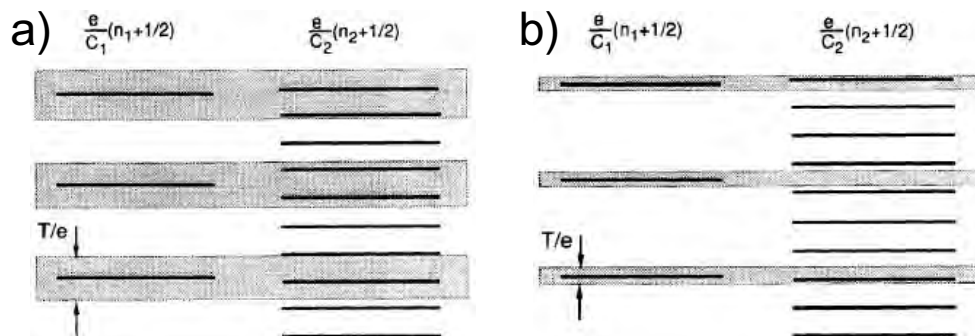 a)
e/C₁(n₁+1/2) e/C₂(n₂+1/2)
T/e
b)
e/C₁(n₁+1/2) e/C₂(n₂+1/2)
T/e